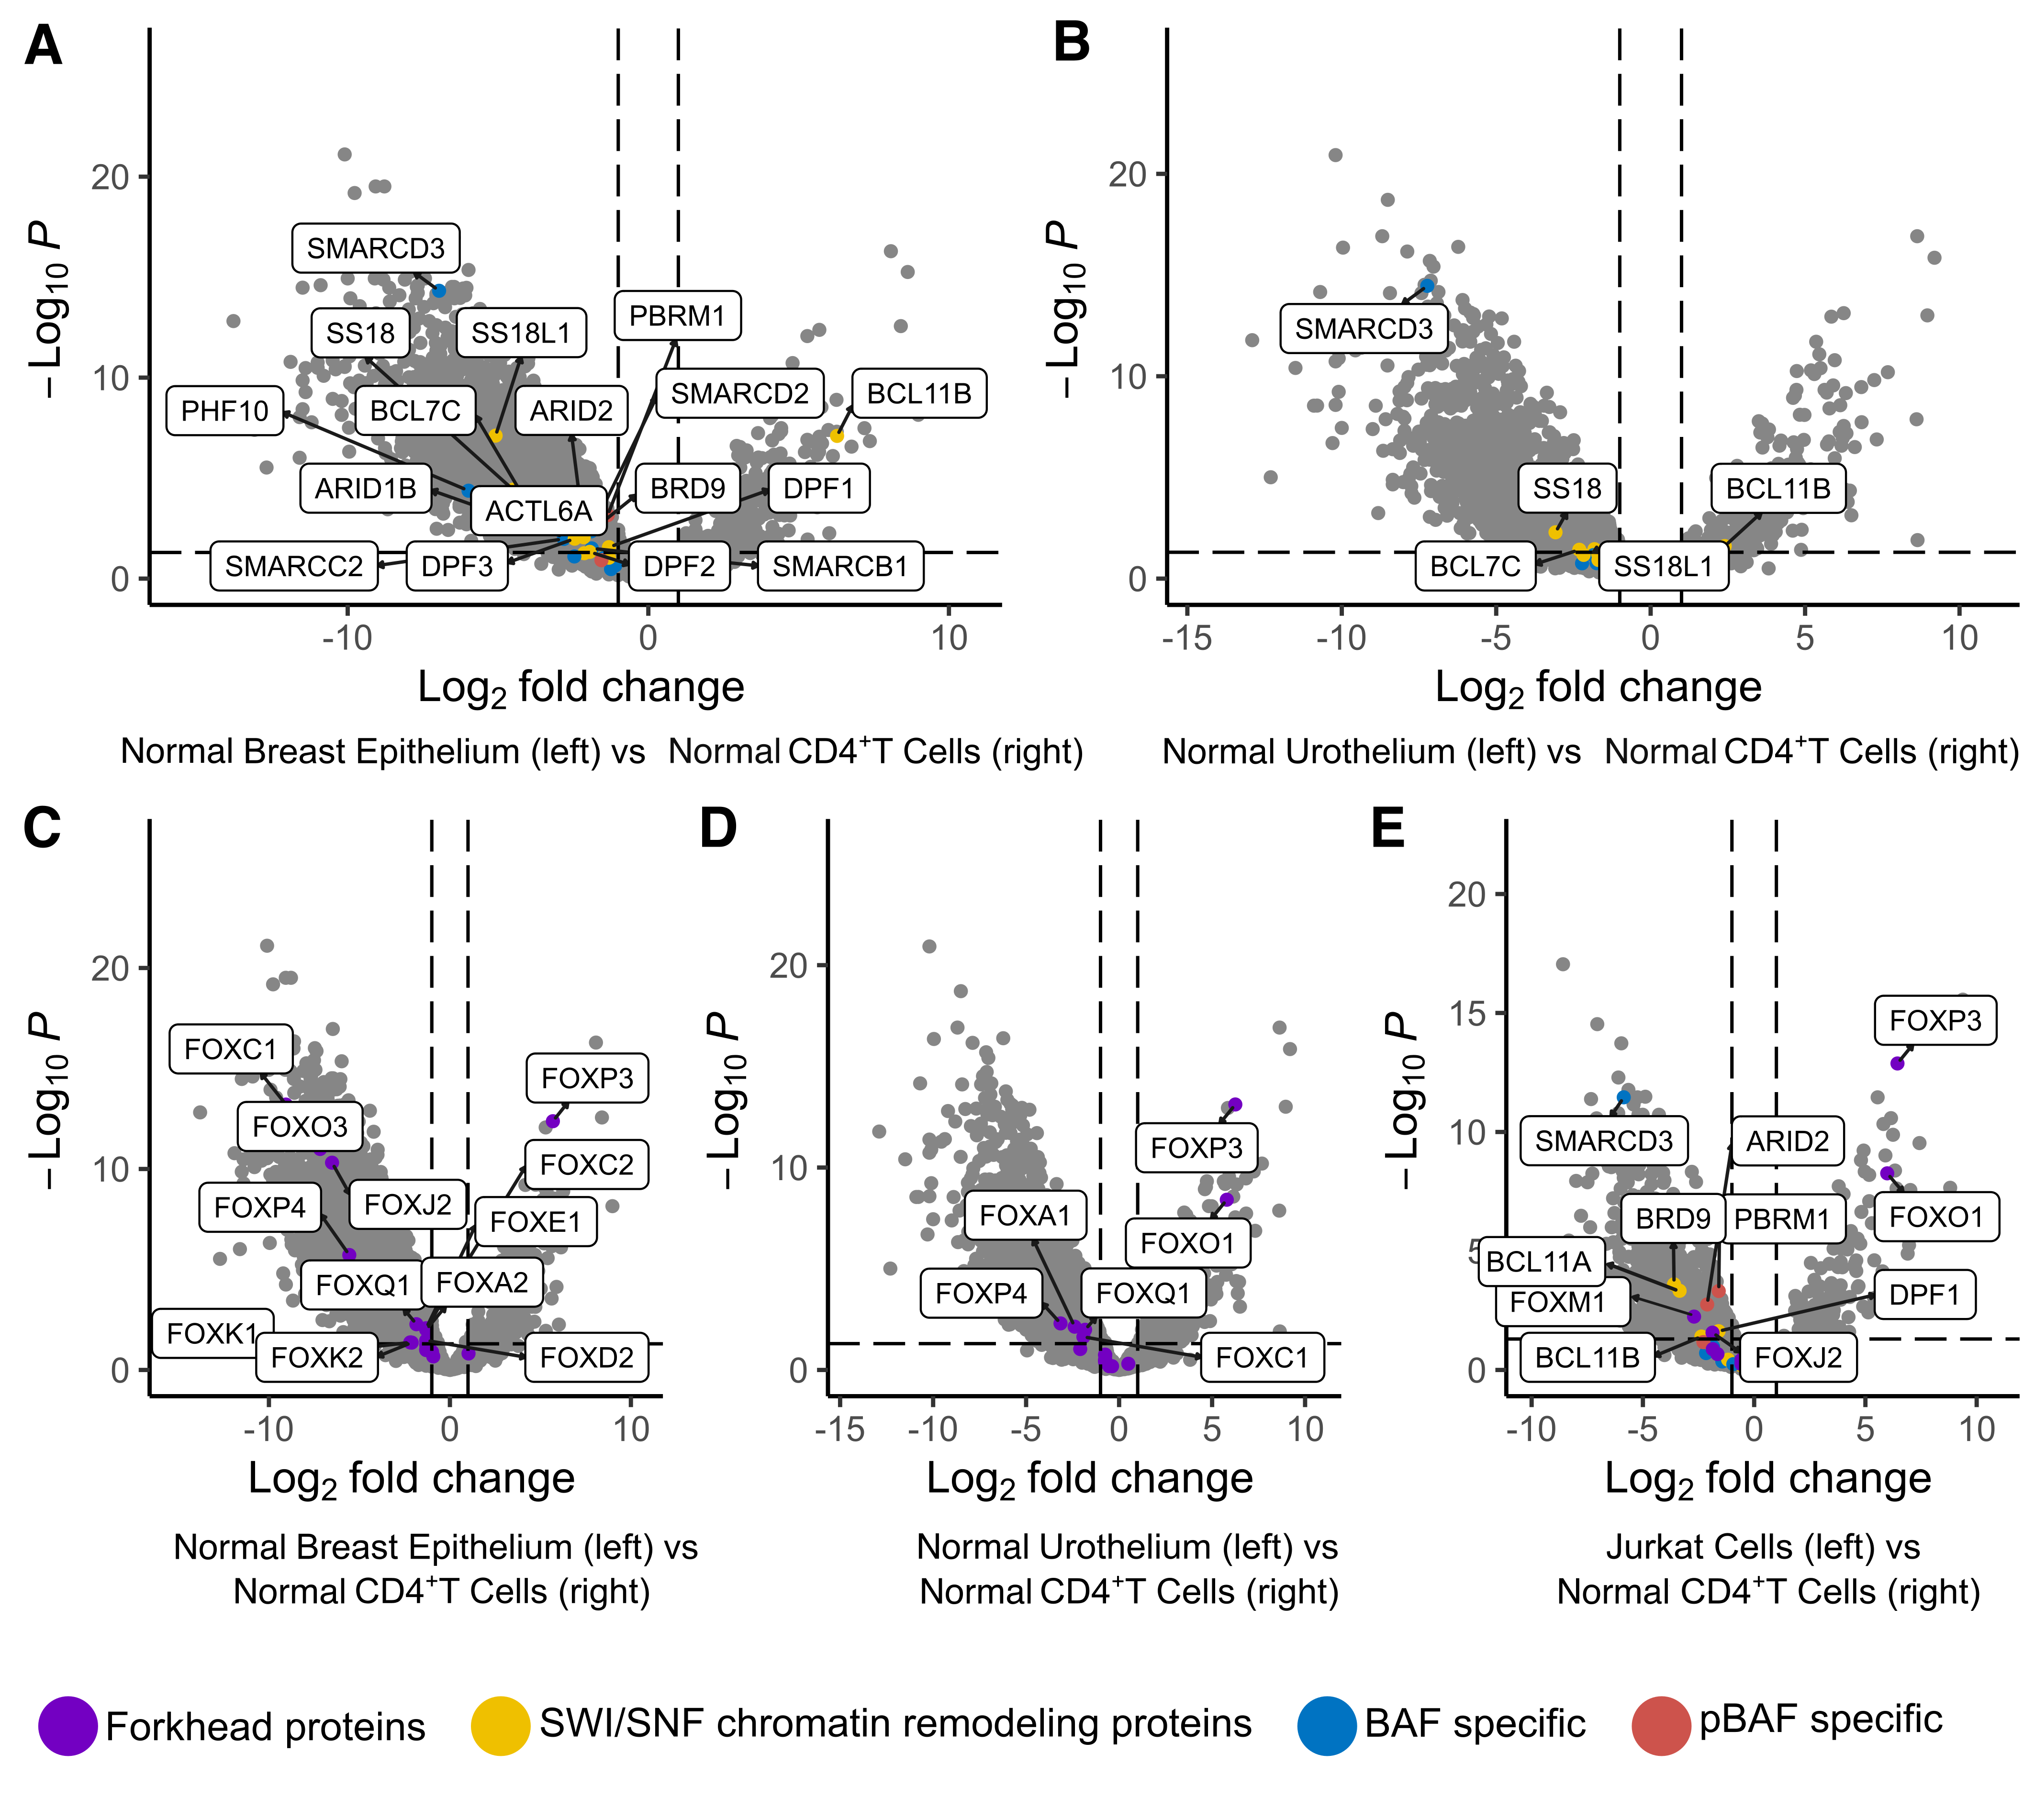 A
− Log10 P
20
10
0
SMARCD3
SS18
SS18L1
PBRM1
PHF10
BCL7C
ARID2
SMARCD2
BCL11B
ARID1B
ACTL6A
BRD9
DPF1
SMARCC2
DPF3
DPF2
SMARCB1
-10
0
10
Log2 fold change
Normal Breast Epithelium (left) vs Normal CD4+T Cells (right)
B
− Log10 P
20
10
0
SMARCD3
SS18
BCL11B
BCL7C
SS18L1
-15
-10
-5
0
5
10
Log2 fold change
Normal Urothelium (left) vs Normal CD4+T Cells (right)
C
− Log10 P
20
10
0
FOXC1
FOXP3
FOXO3
FOXC2
FOXP4
FOXJ2
FOXE1
FOXQ1
FOXA2
FOXK1
FOXK2
FOXD2
-10
0
10
Log2 fold change
Normal Breast Epithelium (left) vs
Normal CD4+T Cells (right)
D
− Log10 P
20
10
0
FOXP3
FOXA1
FOXO1
FOXP4
FOXQ1
FOXC1
-15
-10
-5
0
5
10
Log2 fold change
Normal Urothelium (left) vs
Normal CD4+T Cells (right)
E
− Log10 P
20
15
10
5
0
FOXP3
SMARCD3
ARID2
BRD9
PBRM1
FOXO1
BCL11A
FOXM1
DPF1
BCL11B
FOXJ2
-10
-5
0
5
10
Log2 fold change
Jurkat Cells (left) vs
Normal CD4+T Cells (right)
Forkhead proteins
SWI/SNF chromatin remodeling proteins
BAF specific
pBAF specific